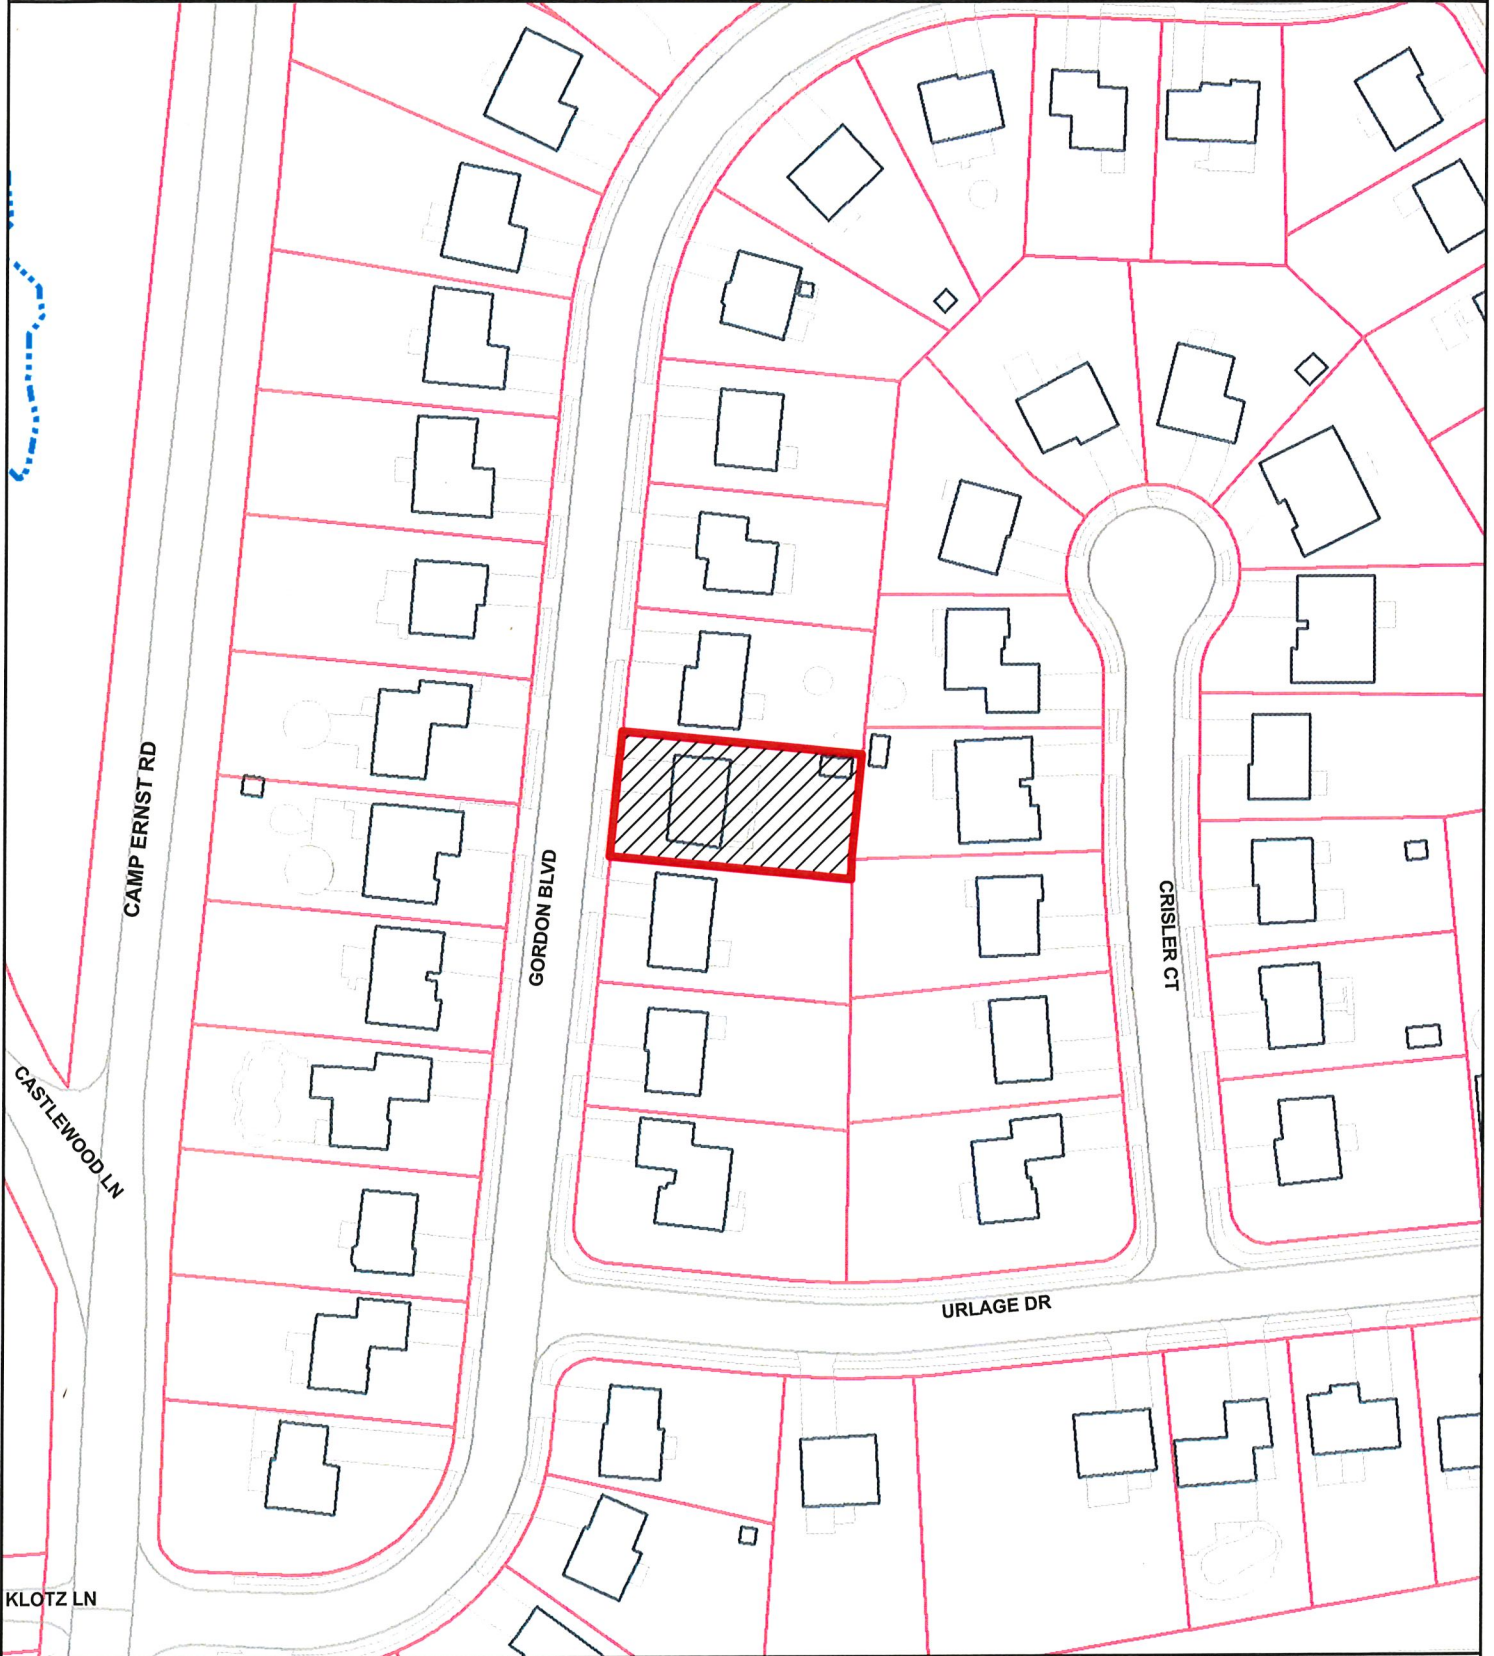 CAMP ERNST RD
GORDON BLVD
CRISLER CT
CASTLEWOOD LN
URLAGE DR
KLOTZ LN